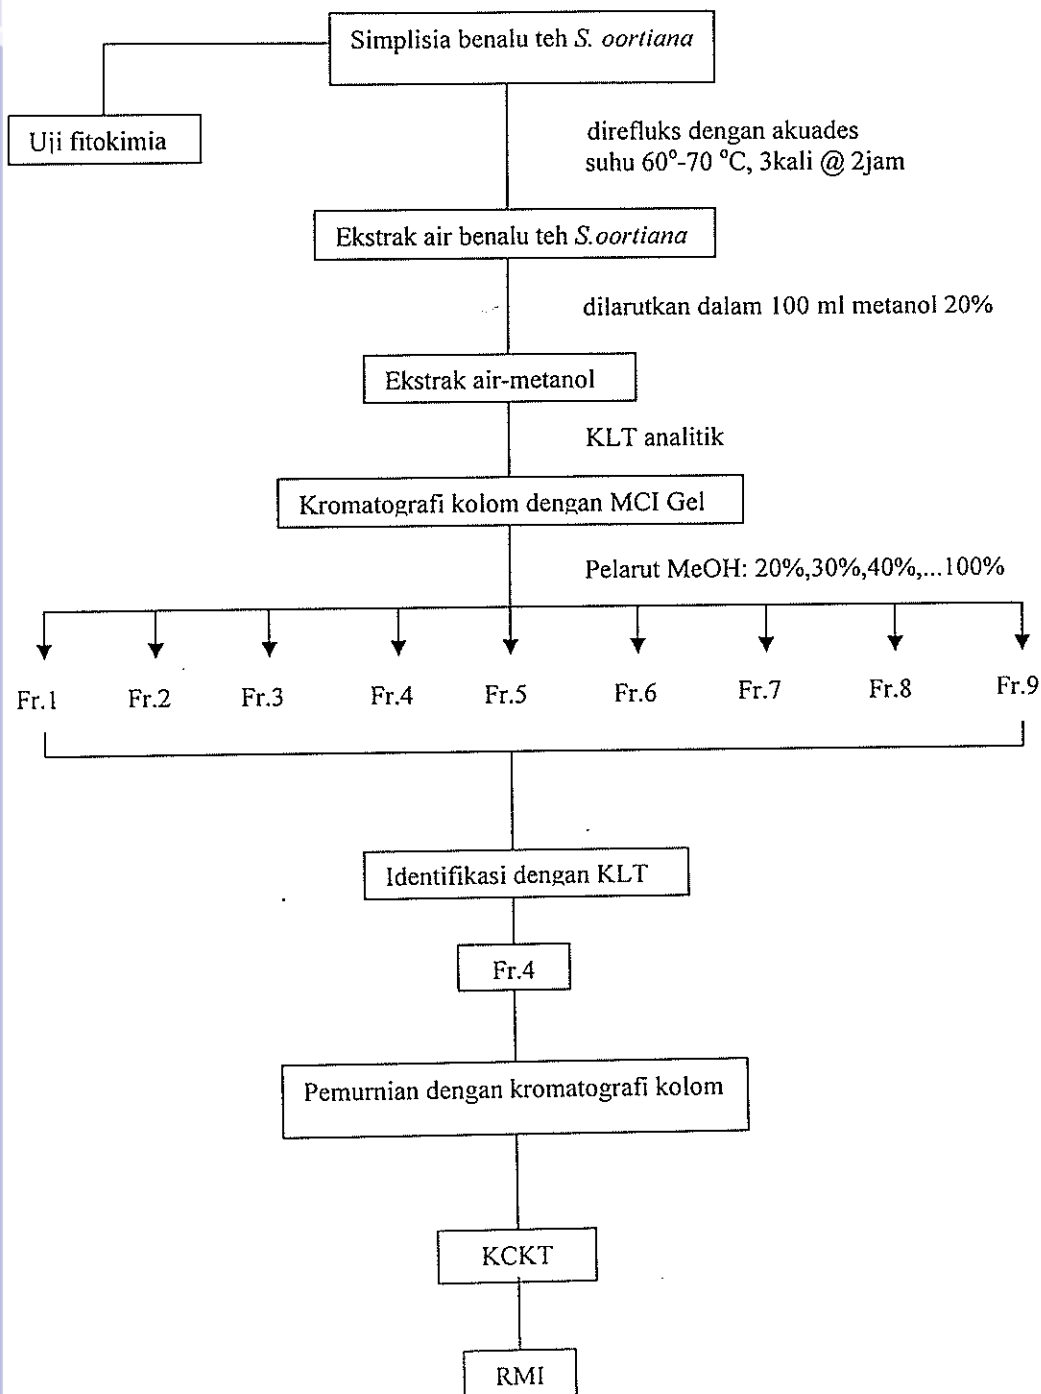 Simplisia benalu teh S. oortiana
Uji fitokimia
direfluks dengan akuades
suhu 60°-70 °C, 3kali @ 2jam
Ekstrak air benalu teh S.oortiana
dilarutkan dalam 100 ml metanol 20%
Ekstrak air-metanol
KLT analitik
Kromatografi kolom dengan MCI Gel
Pelarut MeOH: 20%,30%,40%,...100%
Fr.1 Fr.2 Fr.3 Fr.4 Fr.5 Fr.6 Fr.7 Fr.8 Fr.9
Identifikasi dengan KLT
Fr.4
Pemurnian dengan kromatografi kolom
KCKT
RMI